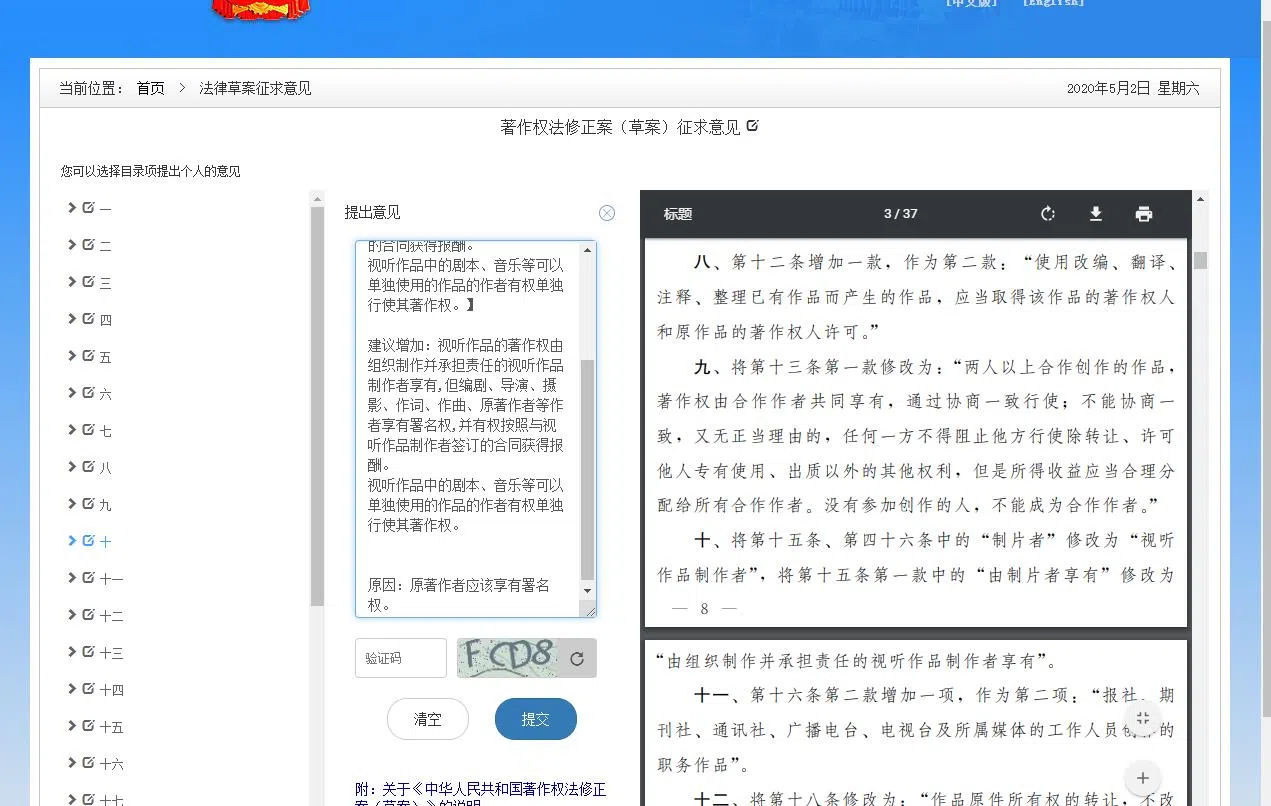 [中文版] [English]
当前位置： 首页 > 法律草案征求意见
2020年5月2日 星期六
著作权法修正案（草案）征求意见
您可以选择目录项提出个人的意见
一
二
三
四
五
六
七
八
九
十
十一
十二
十三
十四
十五
十六
十七
提出意见
的合同获得报酬。
视听作品中的剧本、音乐等可以
单独使用的作品的作者有权单独
行使其著作权。】
建议增加：视听作品的著作权由
组织制作并承担责任的视听作品
制作者享有,但编剧、导演、摄
影、作词、作曲、原著作者等作
者享有署名权,并有权按照与视
听作品制作者签订的合同获得报
酬。
视听作品中的剧本、音乐等可以
单独使用的作品的作者有权单独
行使其著作权。
原因：原著作者应该享有署名
权。
验证码
FCD8
清空
提交
附：关于《中华人民共和国著作权法修正
案（草案）》的说明
标题
3 / 37
八、第十二条增加一款，作为第二款：“使用改编、翻译、
注释、整理已有作品而产生的作品，应当取得该作品的著作权人
和原作品的著作权人许可。”
九、将第十三条第一款修改为：“两人以上合作创作的作品，
著作权由合作作者共同享有，通过协商一致行使；不能协商一
致，又无正当理由的，任何一方不得阻止他方行使除转让、许可
他人专有使用、出质以外的其他权利，但是所得收益应当合理分
配给所有合作作者。没有参加创作的人，不能成为合作作者。”
十、将第十五条、第四十六条中的“制片者”修改为“视听
作品制作者”，将第十五条第一款中的“由制片者享有”修改为
— 8 —
“由组织制作并承担责任的视听作品制作者享有”。
十一、第十六条第二款增加一项，作为第二项：“报社、期
刊社、通讯社、广播电台、电视台及所属媒体的工作人员创作的
职务作品”。
十二、将第十八条修改为：“作品原件所有权的转让，不改